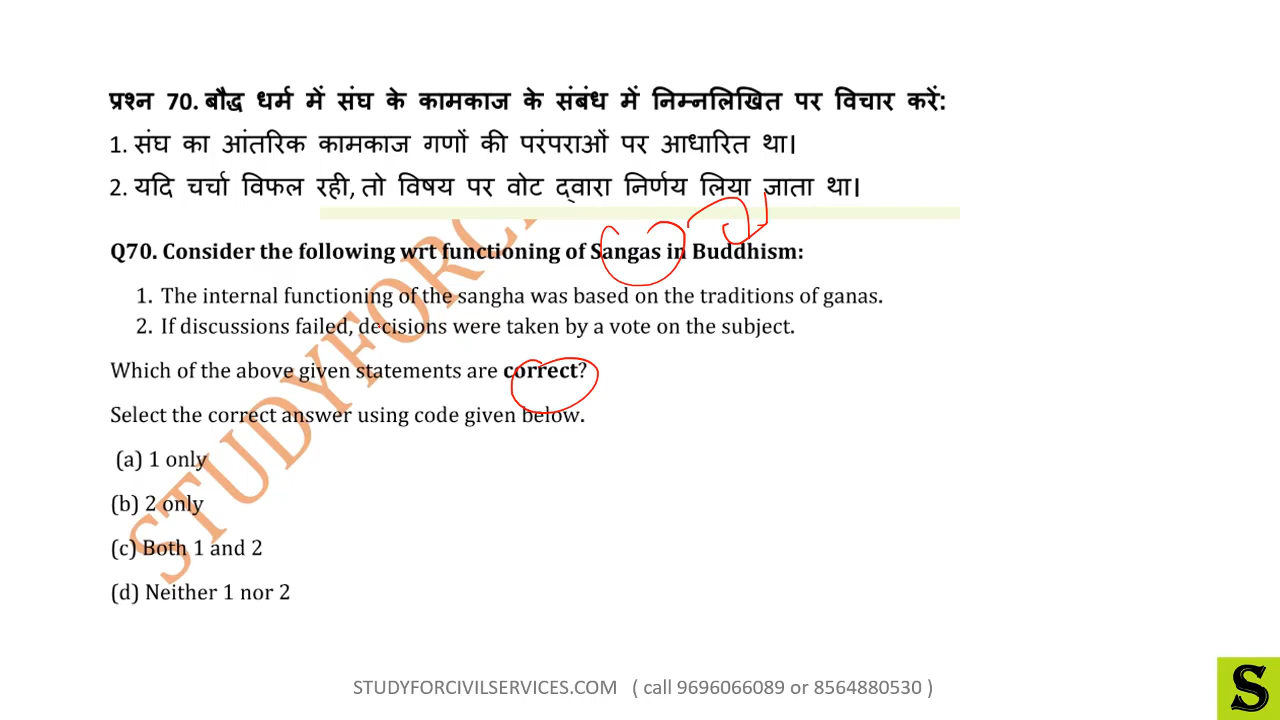 प्रश्न 70. बौद्ध धर्म में संघ के कामकाज के संबंध में निम्नलिखित पर विचार करें:
1. संघ का आंतरिक कामकाज गणों की परंपराओं पर आधारित था।
2. यदि चर्चा विफल रही, तो विषय पर वोट द्वारा निर्णय लिया जाता था।
Q70. Consider the following wrt functioning of Sangas in Buddhism:
1. The internal functioning of the sangha was based on the traditions of ganas.
2. If discussions failed, decisions were taken by a vote on the subject.
Which of the above given statements are correct?
Select the correct answer using code given below.
(a) 1 only
(b) 2 only
(c) Both 1 and 2
(d) Neither 1 nor 2
STUDYFORC
STUDYFORCIVILSERVICES.COM ( call 9696066089 or 8564880530 )
S